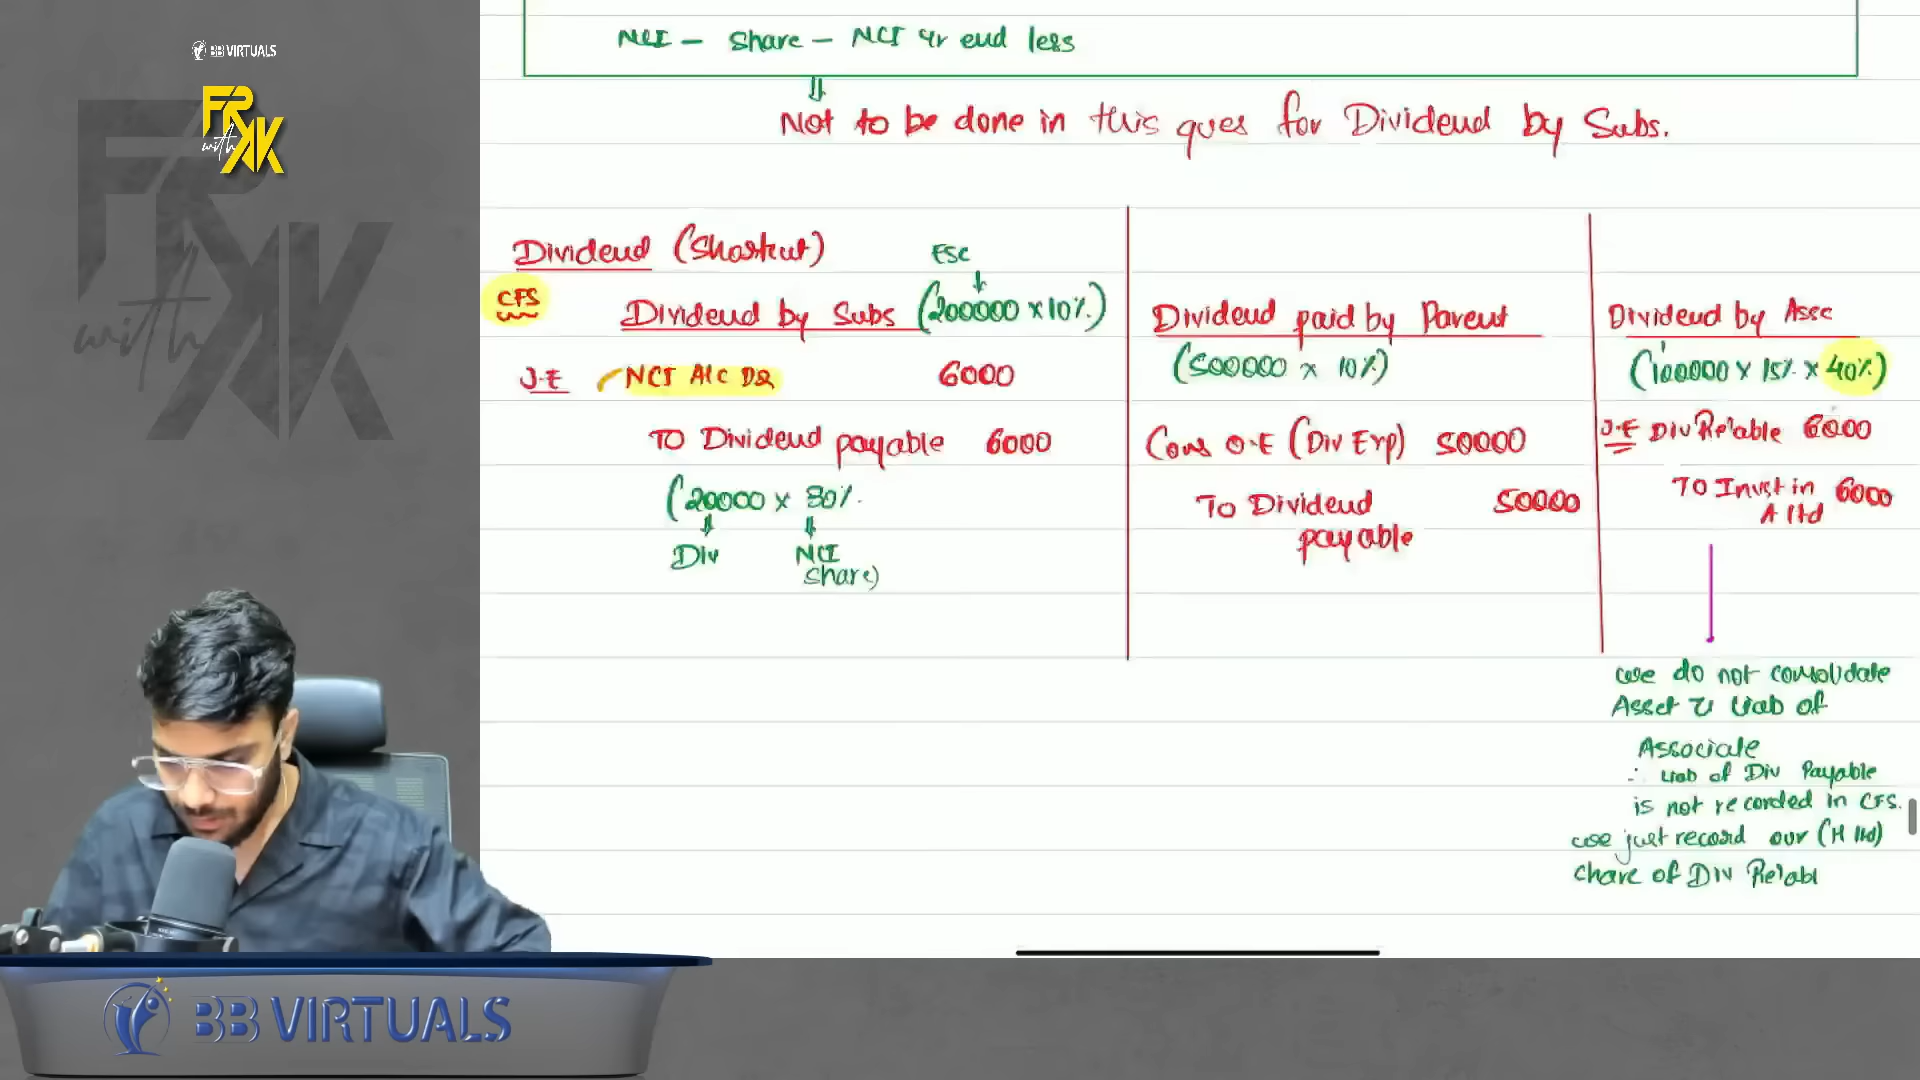 BB VIRTUALS
FR
with KK
NCI – Share – NCI yr end less
Not to be done in this ques for Dividend by Subs.
Dividend (Shortcut)
ESC
CFS
Dividend by Subs (200000 x 10%)
J.E NCI A/c DR 6000
TO Dividend payable 6000
(20000 x 30%
Div NCI
Share)
Dividend paid by Parent
(500000 x 10%)
Cons O.E (Div Exp) 50000
To Dividend 50000
payable
Dividend by Assc
(100000 x 15% x 40%)
J.E Div Re'able 6000
TO Invst in 6000
A ltd
we do not consolidate
Asset & Liab of
Associate
∴ Liab of Div Payable
is not recorded in CFS.
we just record our (H ltd)
Share of Div Re'abl
BB VIRTUALS